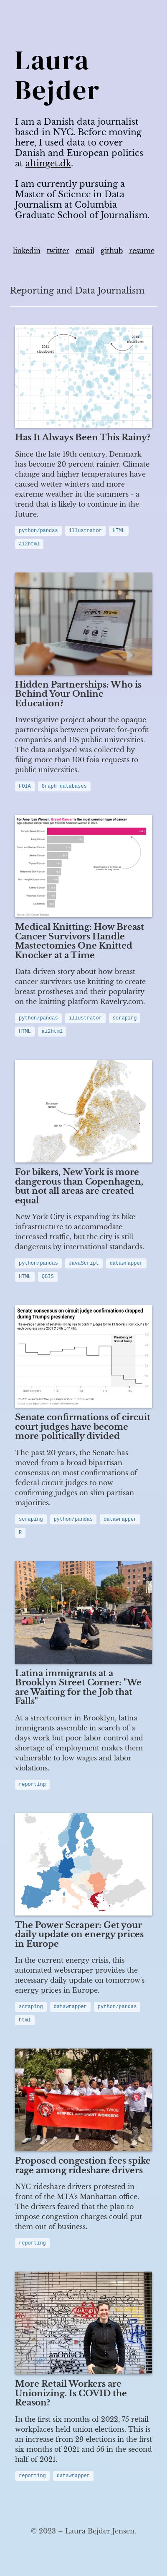 Laura
Bejder
I am a Danish data journalist
based in NYC. Before moving
here, I used data to cover
Danish and European politics
at altinget.dk.
I am currently pursuing a
Master of Science in Data
Journalism at Columbia
Graduate School of Journalism.
linkedin twitter email github resume
Reporting and Data Journalism
2011
cloudburst
cloudburst
Has It Always Been This Rainy?
Since the late 19th century, Denmark
has become 20 percent rainier. Climate
change and higher temperatures have
caused wetter winters and more
extreme weather in the summers - a
trend that is likely to continue in the
future.
python/pandas illustrator HTML
ai2html
Hidden Partnerships: Who is
Behind Your Online
Education?
Investigative project about the opaque
partnerships between private for-profit
companies and US public universities.
The data analysed was collected by
filing more than 100 foia requests to
public universities.
FOIA Graph databases
For American Women, Breast Cancer is the most common type of cancer
Medical Knitting: How Breast
Cancer Survivors Handle
Mastectomies One Knitted
Knocker at a Time
Data driven story about how breast
cancer survivors use knitting to create
breast prostheses and their popularity
on the knitting platform Ravelry.com.
python/pandas illustrator scraping
HTML ai2html
For bikers, New York is more
dangerous than Copenhagen,
but not all areas are created
equal
New York City is expanding its bike
infrastructure to accommodate
increased traffic, but the city is still
dangerous by international standards.
python/pandas JavaScript datawrapper
HTML QGIS
Senate consensus on circuit judge confirmations dropped
during Trump's presidency
Presidency of
Donald Trump
Senate confirmations of circuit
court judges have become
more politically divided
The past 20 years, the Senate has
moved from a broad bipartisan
consensus on most confirmations of
federal circuit judges to now
confirming judges on slim partisan
majorities.
scraping python/pandas datawrapper
R
Latina immigrants at a
Brooklyn Street Corner: "We
are Waiting for the Job that
Falls"
At a streetcorner in Brooklyn, latina
immigrants assemble in search of a
days work but poor labor control and
shortage of employment makes them
vulnerable to low wages and labor
violations.
reporting
The Power Scraper: Get your
daily update on energy prices
in Europe
In the current energy crisis, this
automated webscraper provides the
necessary daily update on tomorrow's
energy prices in Europe.
scraping datawrapper python/pandas
html
Proposed congestion fees spike
rage among rideshare drivers
NYC rideshare drivers protested in
front of the MTA's Manhattan office.
The drivers feared that the plan to
impose congestion charges could put
them out of business.
reporting
More Retail Workers are
Unionizing. Is COVID the
Reason?
In the first six months of 2022, 75 retail
workplaces held union elections. This is
an increase from 29 elections in the first
six months of 2021 and 56 in the second
half of 2021.
reporting datawrapper
© 2023 – Laura Bejder Jensen.